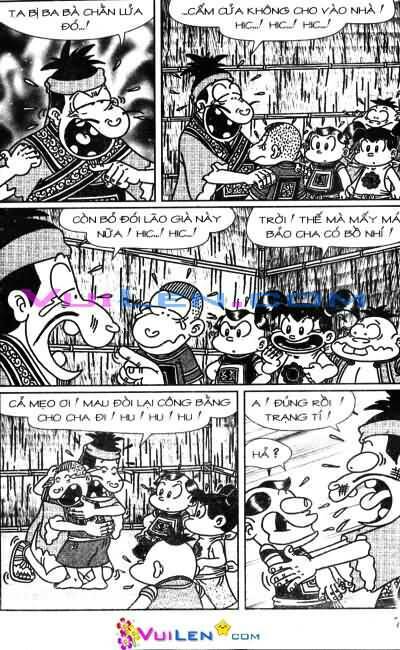 TA BỊ BA BÀ CHẰN LỬA
ĐÓ...!
...CẤM CỬA KHÔNG CHO VÀO NHÀ !
HIC...! HIC...! HIC...!
CÒN BỎ ĐÓI LÃO GIÀ NÀY
NỮA ! HIC...! HIC...!
TRỜI ! THẾ MÀ MẤY MÁ
BẢO CHA CÓ BỒ NHÍ !
VUILEN.COM
CẢ MẸO ƠI ! MAU ĐÒI LẠI CÔNG BẰNG
CHO CHA ĐI ! HU ! HU ! HU !
A ! ĐÚNG RỒI !
TRẠNG TÍ !
HẢ ?
VUILEN.COM